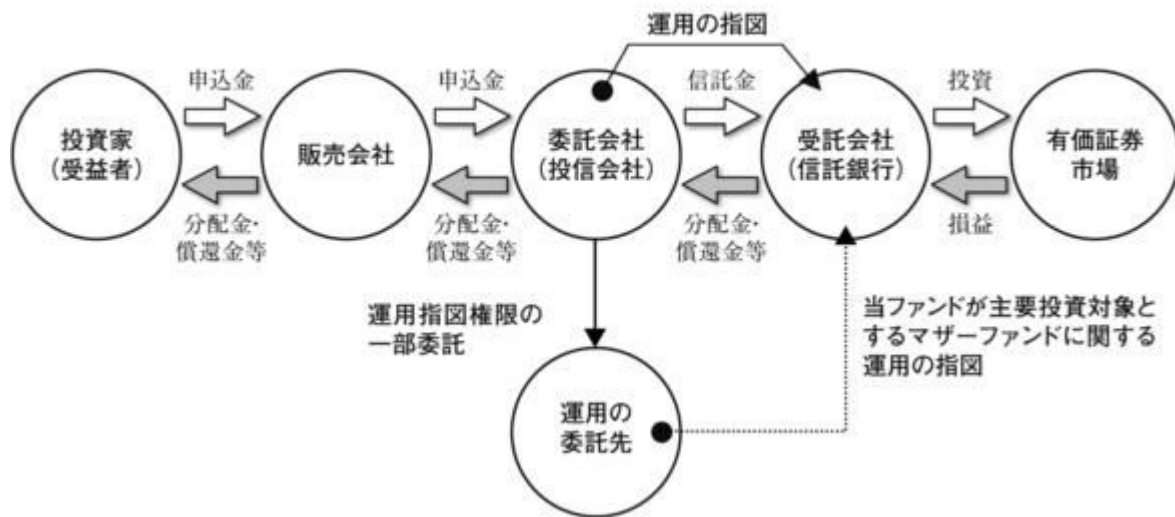 運用の指図
申込金
申込金
信託金
投資
投資家
(受益者)
販売会社
委託会社
(投信会社)
受託会社
(信託銀行)
有価証券
市場
分配金・
償還金等
分配金・
償還金等
分配金・
償還金等
損益
運用指図権限の
一部委託
当ファンドが主要投資対象と
するマザーファンドに関する
運用の指図
運用の
委託先